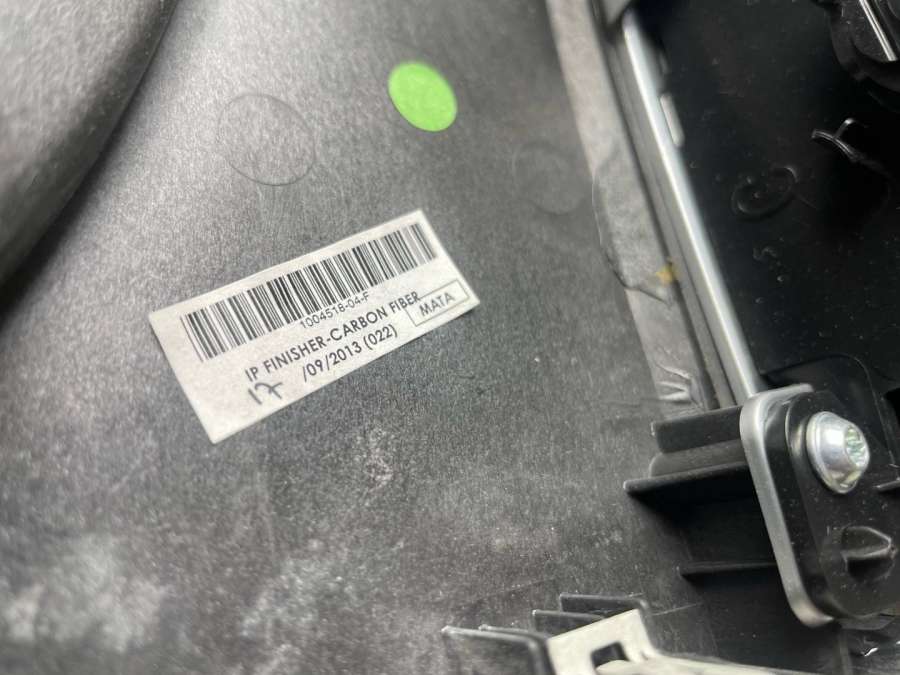 1004518-04-F
IP FINISHER-CARBON FIBER
17/09/2013 (022)
MATA